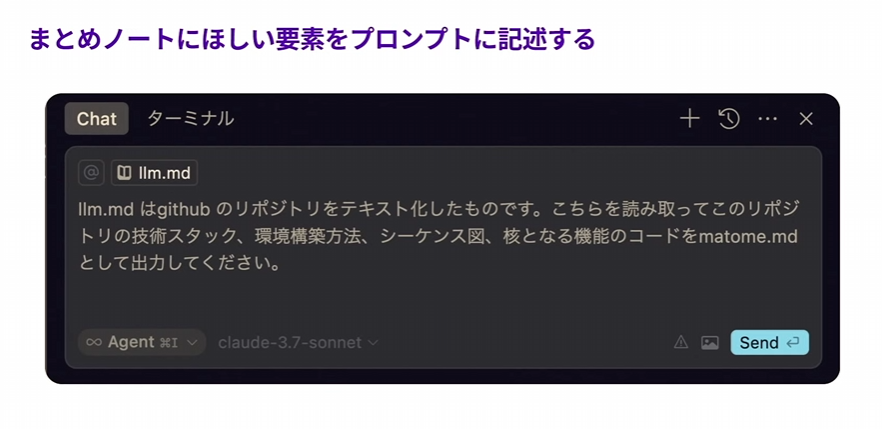 まとめノートにほしい要素をプロンプトに記述する
Chat ターミナル
@ llm.md
llm.md はgithub のリポジトリをテキスト化したものです。こちらを読み取ってこのリポジ
トリの技術スタック、環境構築方法、シーケンス図、核となる機能のコードをmatome.md
として出力してください。
∞ Agent ⌘I claude-3.7-sonnet Send